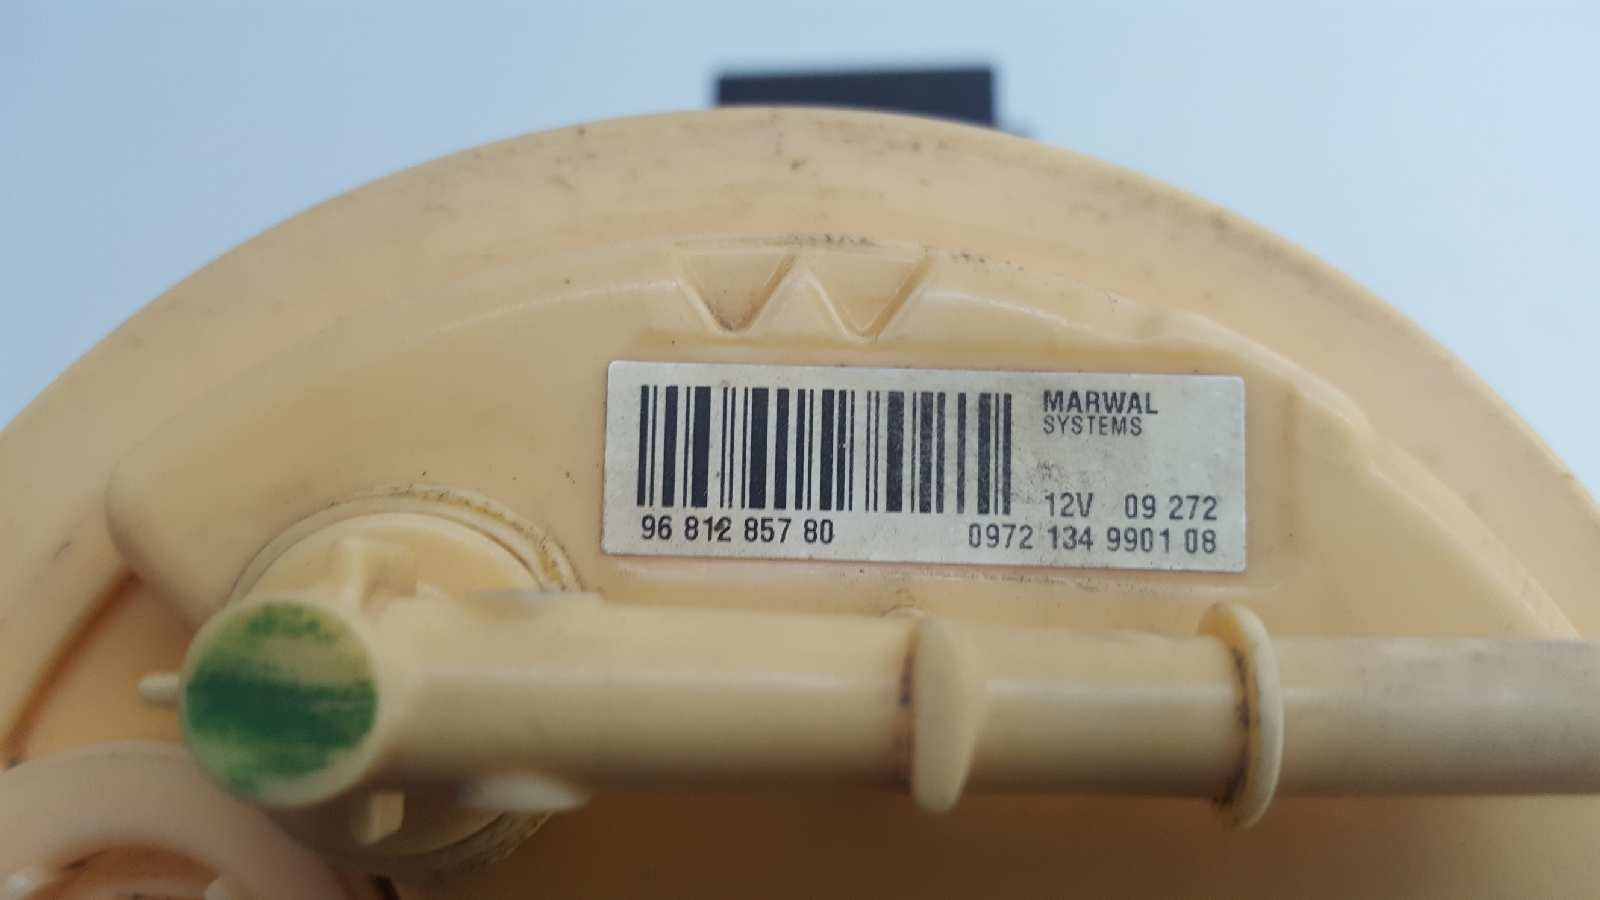 MARWAL
SYSTEMS
12V 09 272
96 812 857 80 0972 134 9901 08